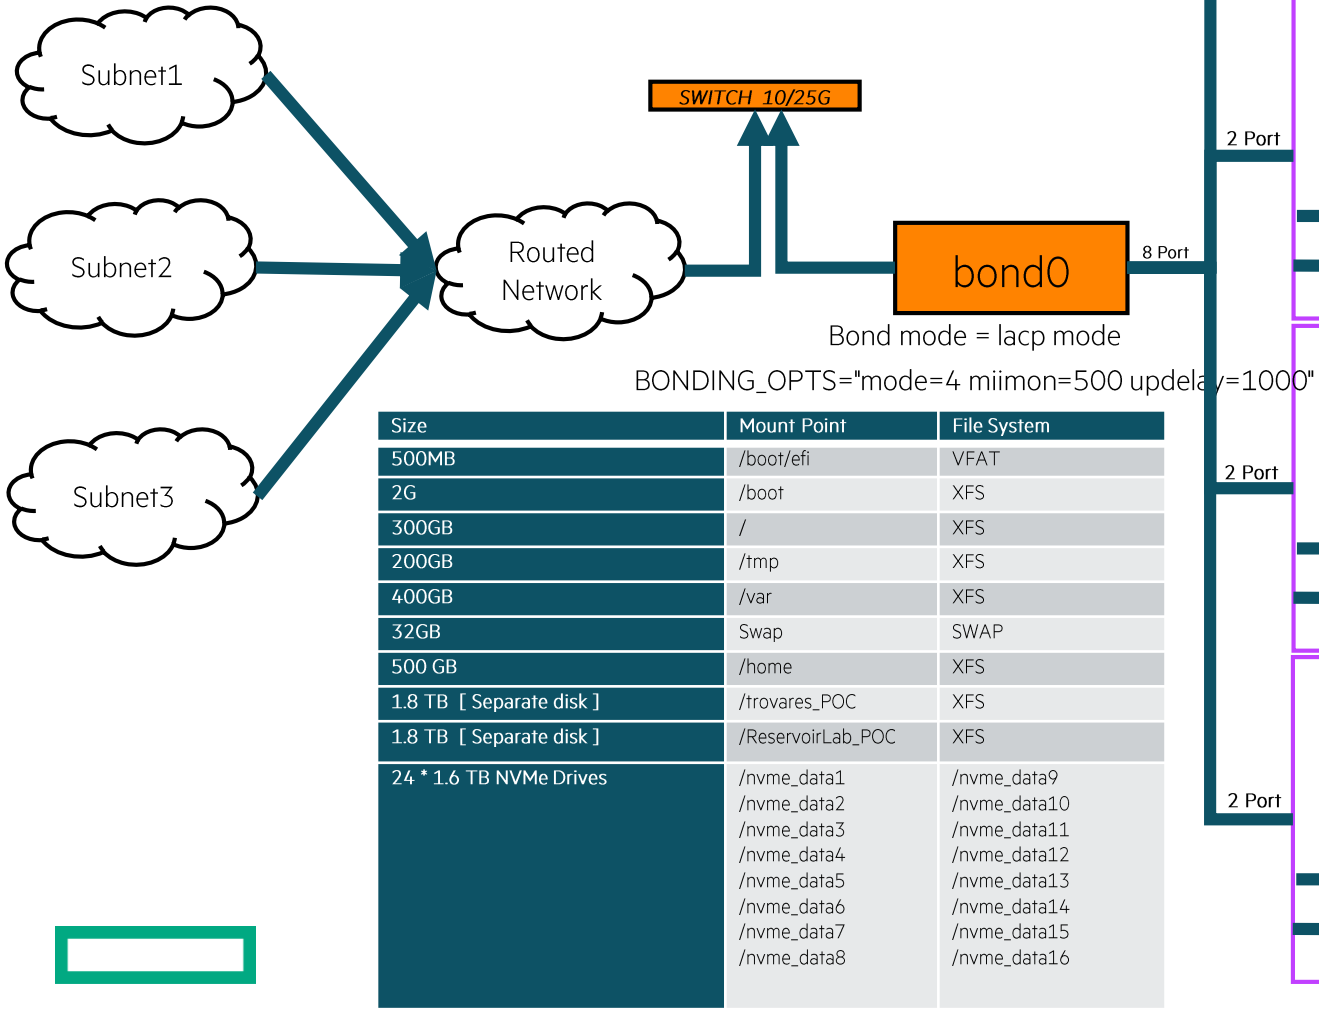 Subnet1
SWITCH 10/25G
2 Port
Subnet2
Routed
Network
bond0
8 Port
Bond mode = lacp mode
BONDING_OPTS="mode=4 miimon=500 updelay=1000"
Subnet3
2 Port
2 Port
Size Mount Point File System
500MB /boot/efi VFAT
2G /boot XFS
300GB / XFS
200GB /tmp XFS
400GB /var XFS
32GB Swap SWAP
500 GB /home XFS
1.8 TB [ Separate disk ] /trovares_POC XFS
1.8 TB [ Separate disk ] /ReservoirLab_POC XFS
24 * 1.6 TB NVMe Drives /nvme_data1 /nvme_data9
/nvme_data2 /nvme_data10
/nvme_data3 /nvme_data11
/nvme_data4 /nvme_data12
/nvme_data5 /nvme_data13
/nvme_data6 /nvme_data14
/nvme_data7 /nvme_data15
/nvme_data8 /nvme_data16